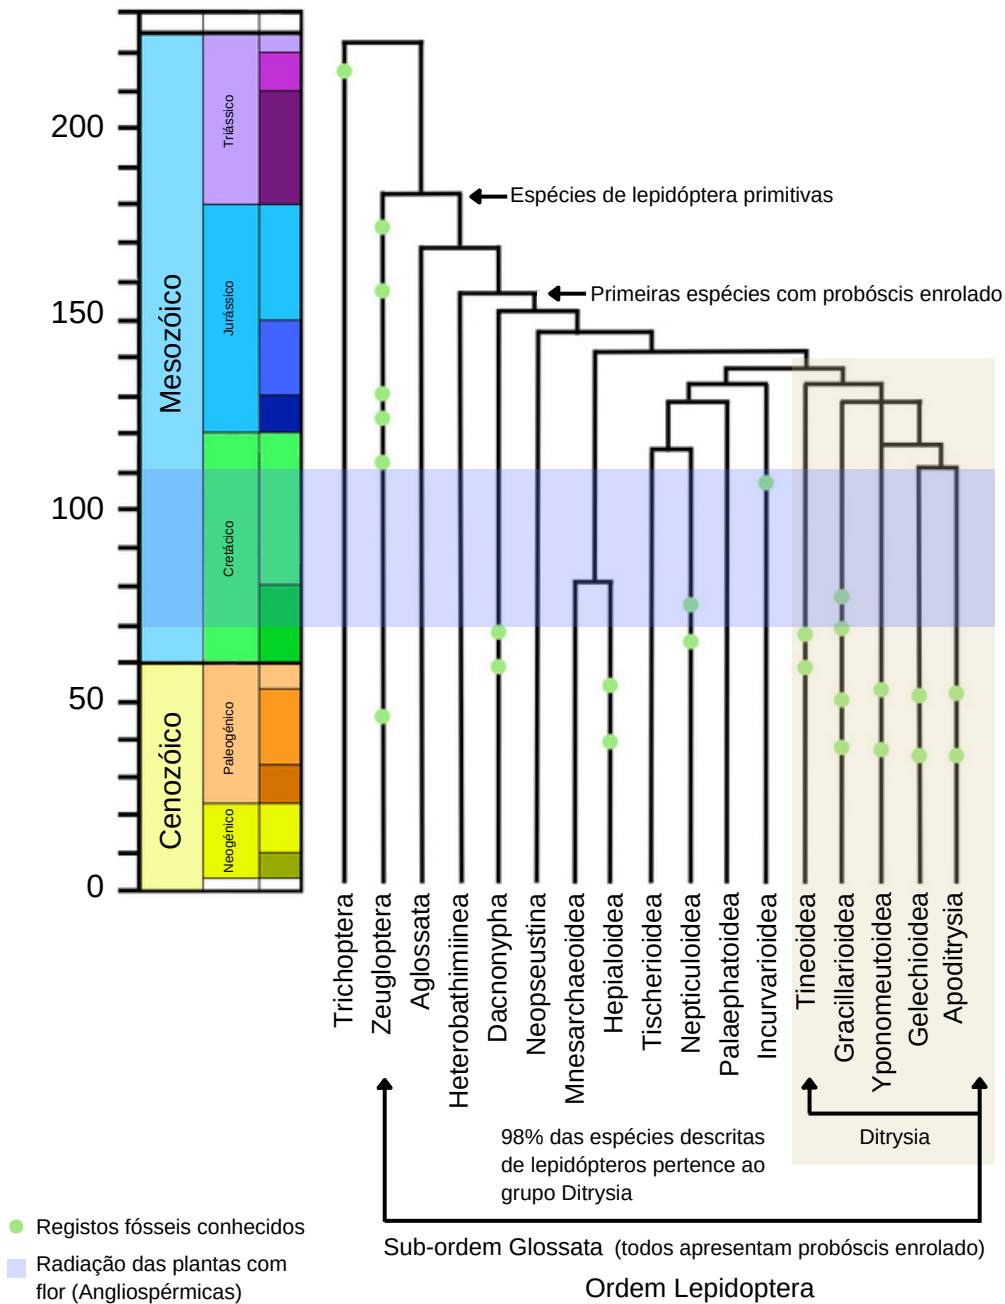 200
150
100
50
0
Mesozóico
Cenozóico
Triássico
Jurássico
Cretácico
Paleogénico
Neogénico
Espécies de lepidóptera primitivas
Primeiras espécies com probóscis enrolado
Trichoptera
Zeugloptera
Aglossata
Heterobathimiinea
Dacnonypha
Neopseustina
Mnesarchaeoidea
Hepialoidea
Tischerioidea
Nepticuloidea
Palaephatoidea
Incurvarioidea
Tineoidea
Gracillarioidea
Yponomeutoidea
Gelechioidea
Apoditrysia
98% das espécies descritas
de lepidópteros pertence ao
grupo Ditrysia
Ditrysia
Registos fósseis conhecidos
Radiação das plantas com
flor (Angliospérmicas)
Sub-ordem Glossata (todos apresentam probóscis enrolado)
Ordem Lepidoptera